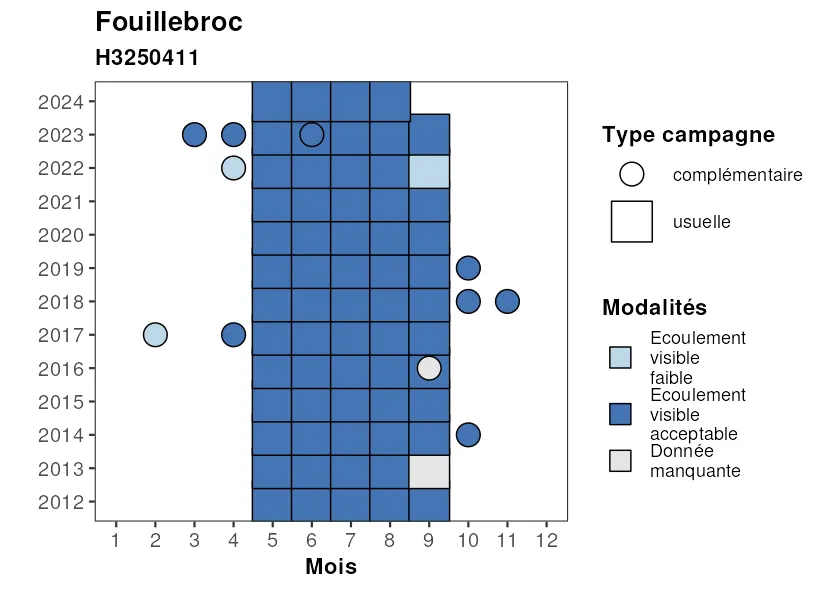 Fouillebroc
H3250411
2024
2023
2022
2021
2020
2019
2018
2017
2016
2015
2014
2013
2012
1 2 3 4 5 6 7 8 9 10 11 12
Mois
Type campagne
complémentaire
usuelle
Modalités
Ecoulement
visible
faible
Ecoulement
visible
acceptable
Donnée
manquante